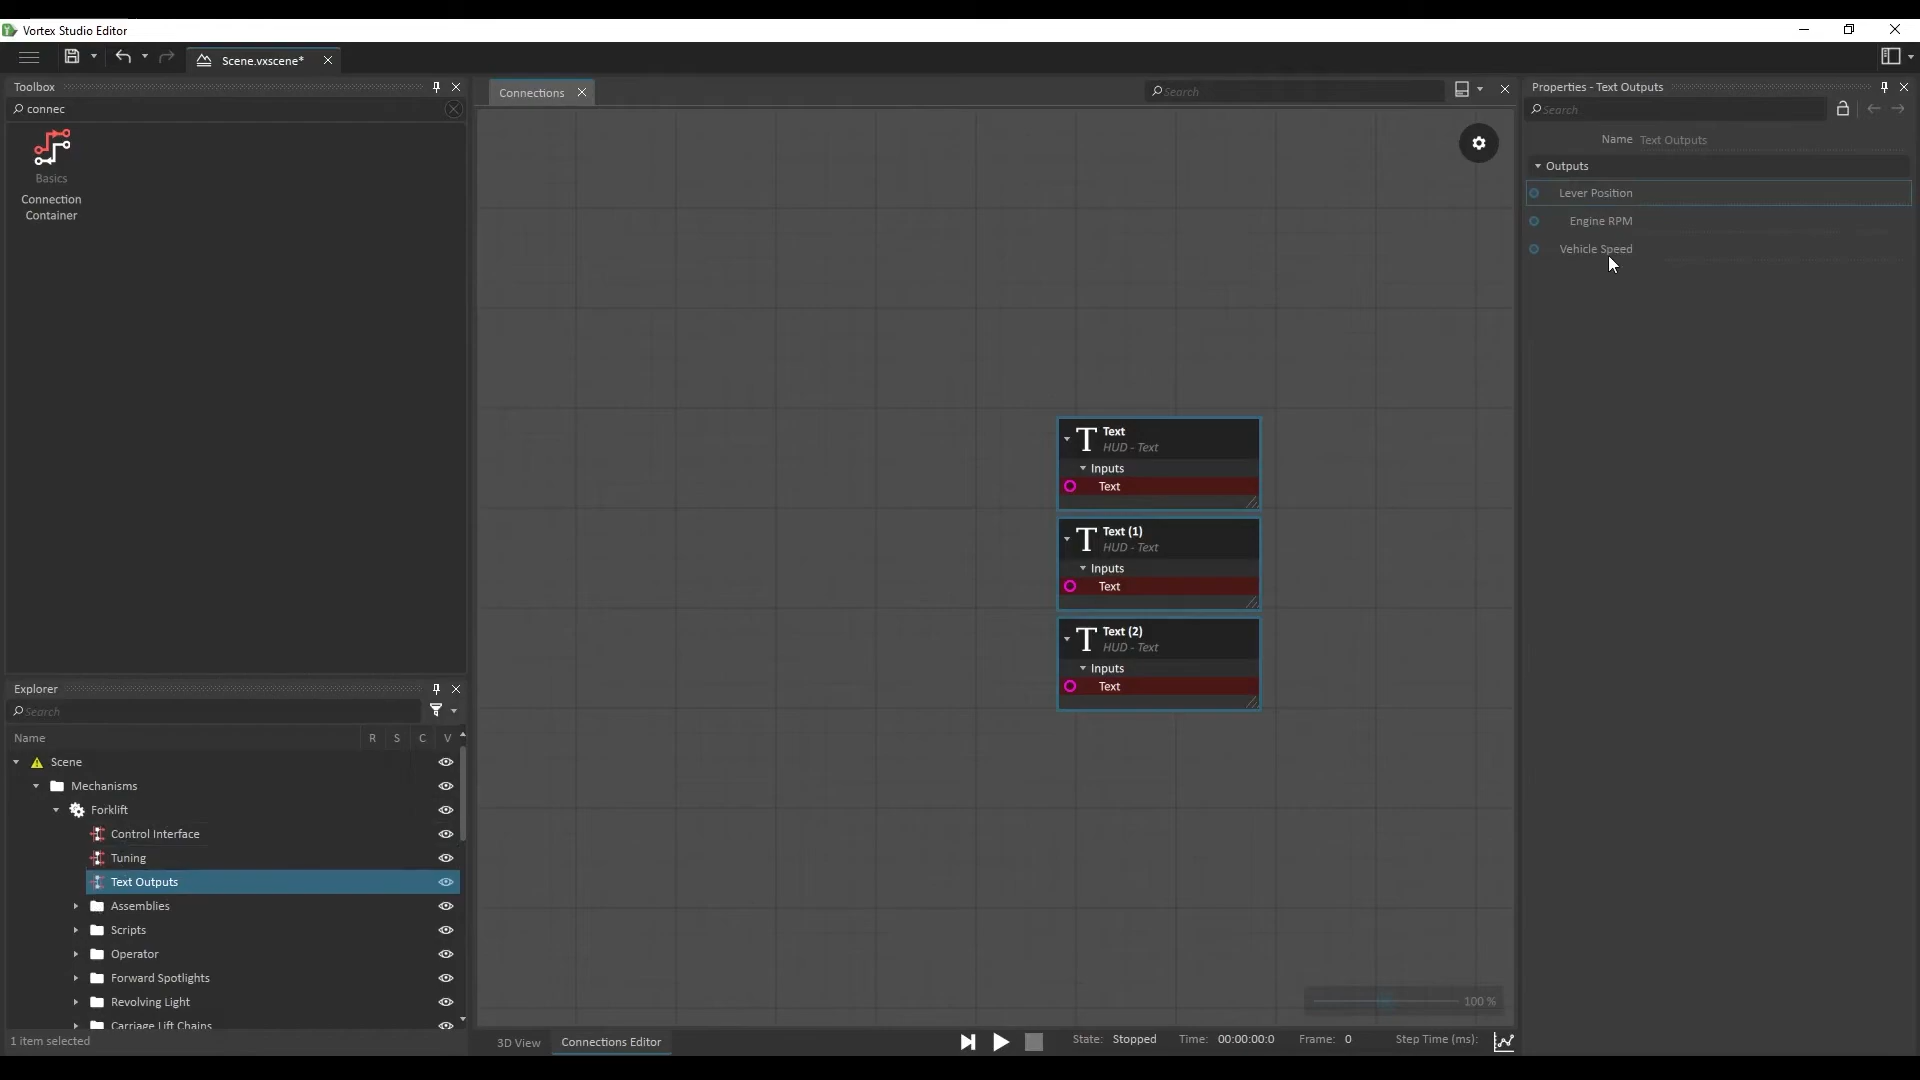 Vortex Studio Editor
Scene.vxscene*
Toolbox
connec
Basics
Connection
Container
Connections
Search
Text
HUD - Text
Inputs
Text
Text (1)
HUD - Text
Inputs
Text
Text (2)
HUD - Text
Inputs
Text
100 %
Properties - Text Outputs
Search
Name Text Outputs
Outputs
Lever Position
Engine RPM
Vehicle Speed
Explorer
Search
Name R S C V
Scene
Mechanisms
Forklift
Control Interface
Tuning
Text Outputs
Assemblies
Scripts
Operator
Forward Spotlights
Revolving Light
Carriage Lift Chains
1 item selected
3D View Connections Editor State: Stopped Time: 00:00:00:0 Frame: 0 Step Time (ms):